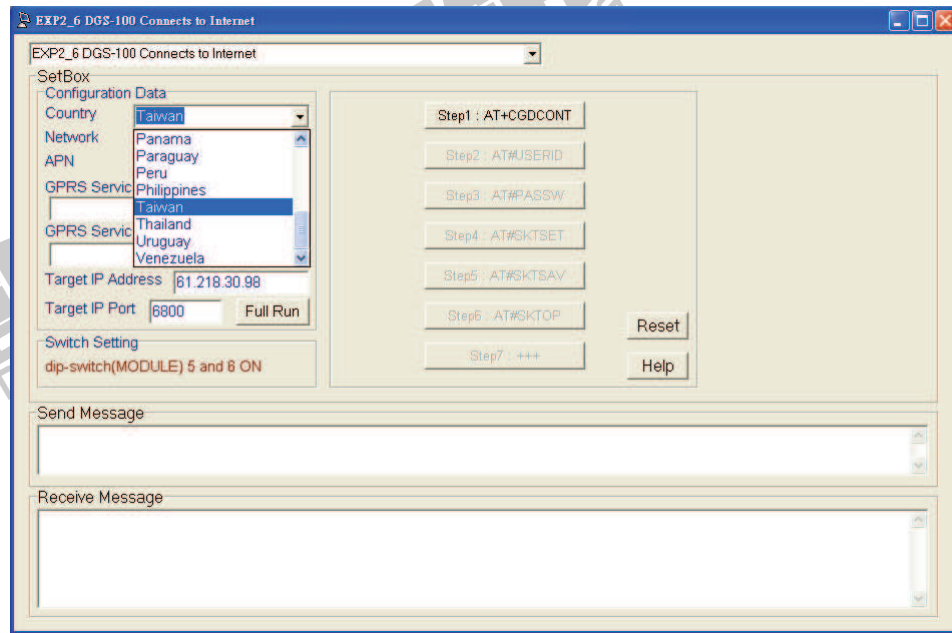 EXP2_6 DGS-100 Connects to Internet
EXP2_6 DGS-100 Connects to Internet
SetBox
Configuration Data
Country Taiwan
Network
APN
GPRS Servic
GPRS Servic
Panama
Paraguay
Peru
Philippines
Taiwan
Thailand
Uruguay
Venezuela
Target IP Address 61.218.30.98
Target IP Port 6800 Full Run
Switch Setting
dip-switch(MODULE) 5 and 6 ON
Step1 : AT+CGDCONT
Step2 : AT#USERID
Step3 : AT#PASSW
Step4 : AT#SKTSET
Step5 : AT#SKTSAV
Step6 : AT#SKTOP
Step7 : +++
Reset
Help
Send Message
Receive Message